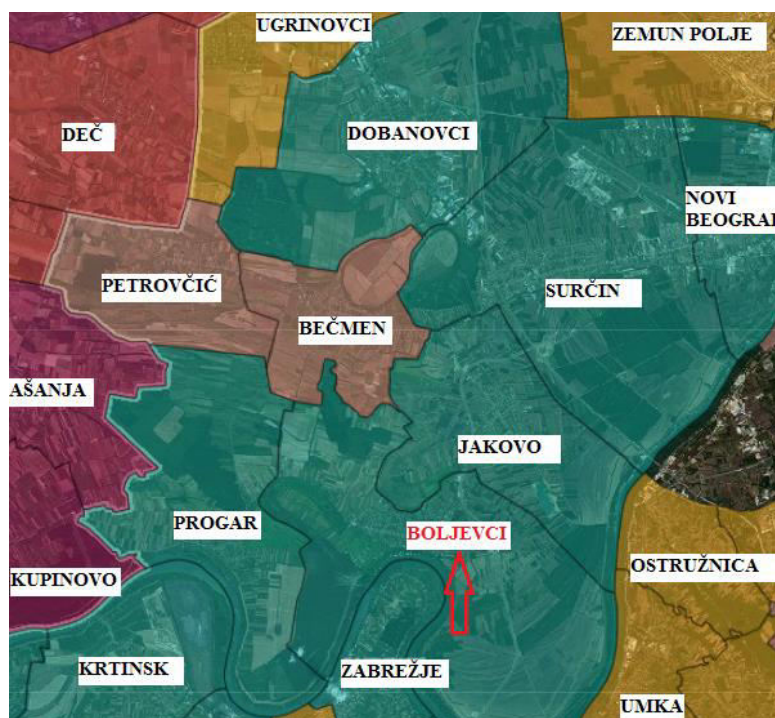 UGRINOVCI
ZEMUN POLJE
DEČ
DOBANOVCI
NOVI
BEOGRAD
PETROVČIĆ
SURČIN
BEČMEN
AŠANJA
JAKOVO
PROGAR
BOLJEVCI
OSTRUŽNICA
KUPINOVO
KRTINSK
ZABREŽJE
UMKA